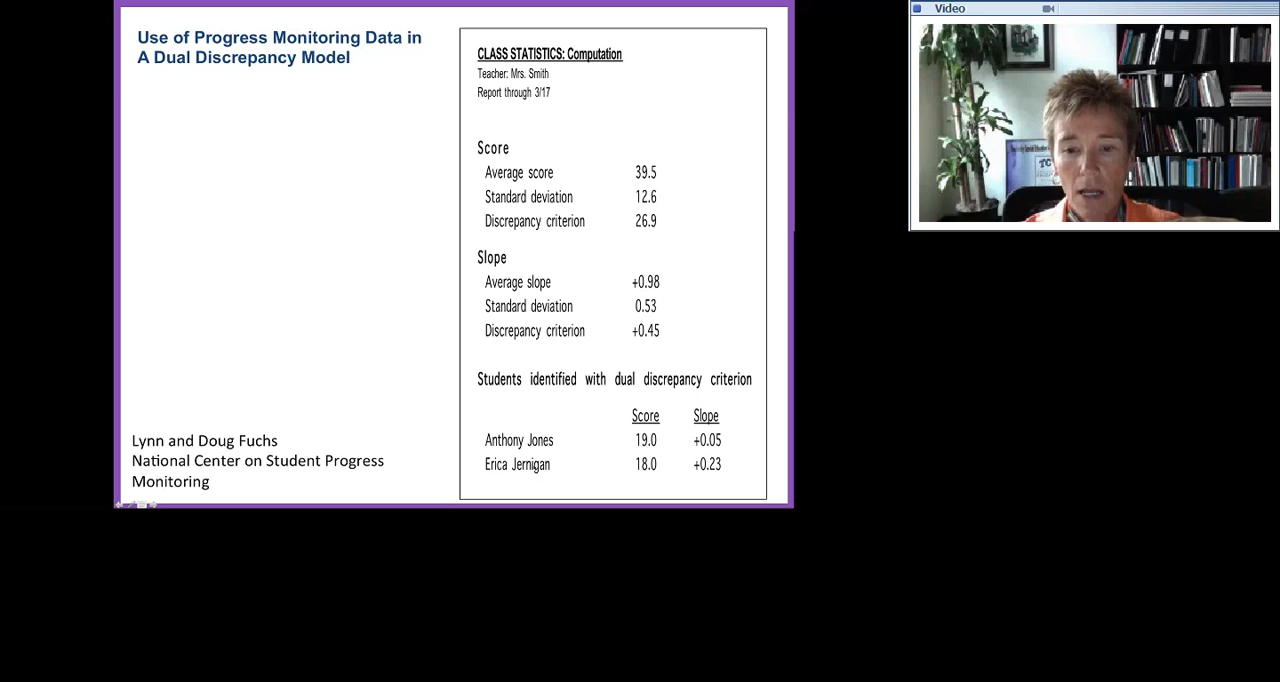 Use of Progress Monitoring Data in
A Dual Discrepancy Model
CLASS STATISTICS: Computation
Teacher: Mrs. Smith
Report through 3/17
Score
Average score 39.5
Standard deviation 12.6
Discrepancy criterion 26.9
Slope
Average slope +0.98
Standard deviation 0.53
Discrepancy criterion +0.45
Students identified with dual discrepancy criterion
Score Slope
Anthony Jones 19.0 +0.05
Erica Jernigan 18.0 +0.23
Lynn and Doug Fuchs
National Center on Student Progress
Monitoring
Video